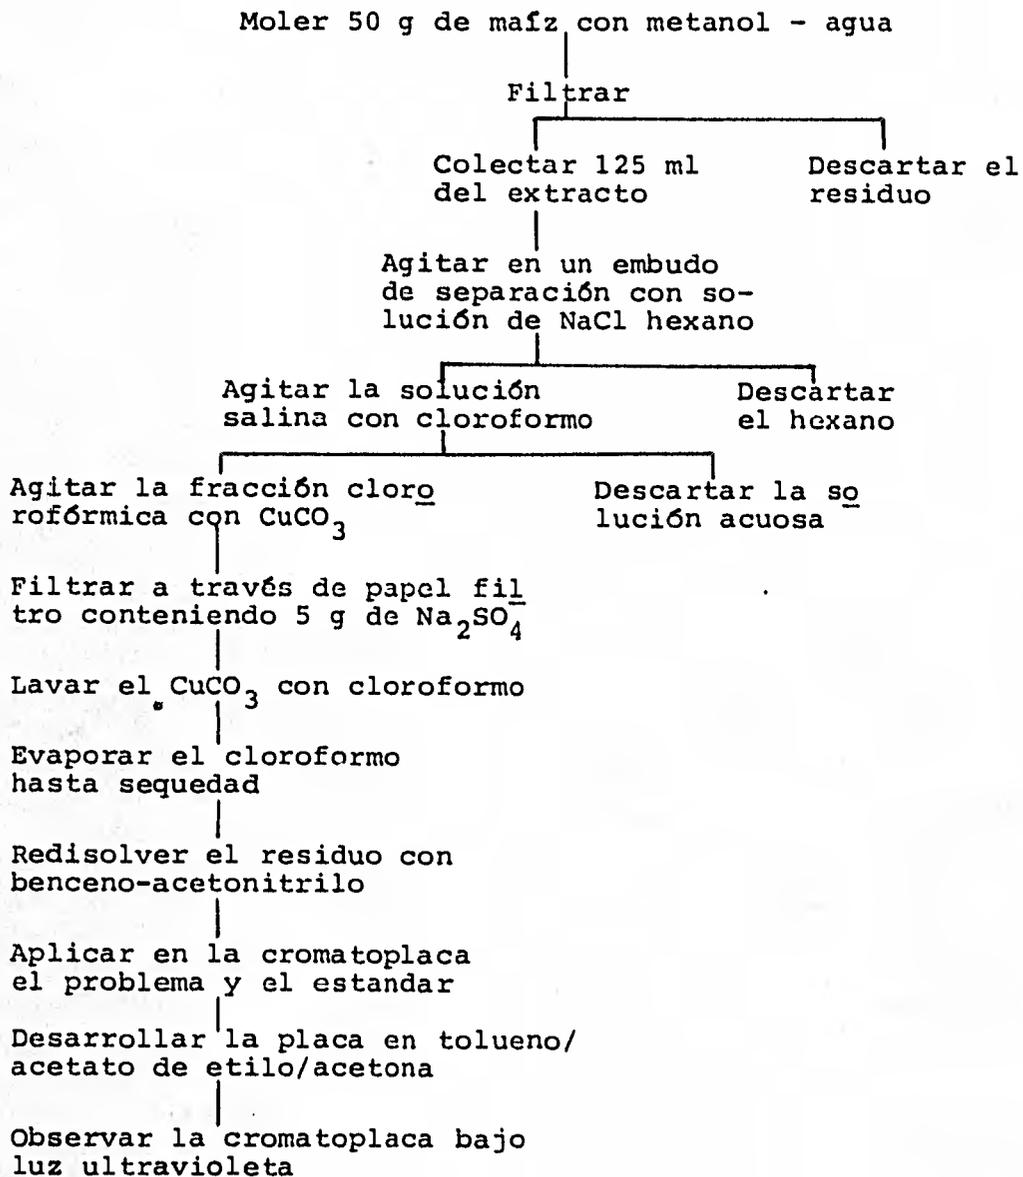 Moler 50 g de maíz con metanol - agua
Filtrar
Colectar 125 ml
del extracto
Descartar el
residuo
Agitar en un embudo
de separación con so-
lución de NaCl hexano
Agitar la solución
salina con cloroformo
Descartar
el hexano
Agitar la fracción cloro
rofórmica con CuCO3
Descartar la so
lución acuosa
Filtrar a través de papel fil
tro conteniendo 5 g de Na2SO4
Lavar el CuCO3 con cloroformo
Evaporar el cloroformo
hasta sequedad
Redisolver el residuo con
benceno-acetonitrilo
Aplicar en la cromatoplaca
el problema y el estandar
Desarrollar la placa en tolueno/
acetato de etilo/acetona
Observar la cromatoplaca bajo
luz ultravioleta